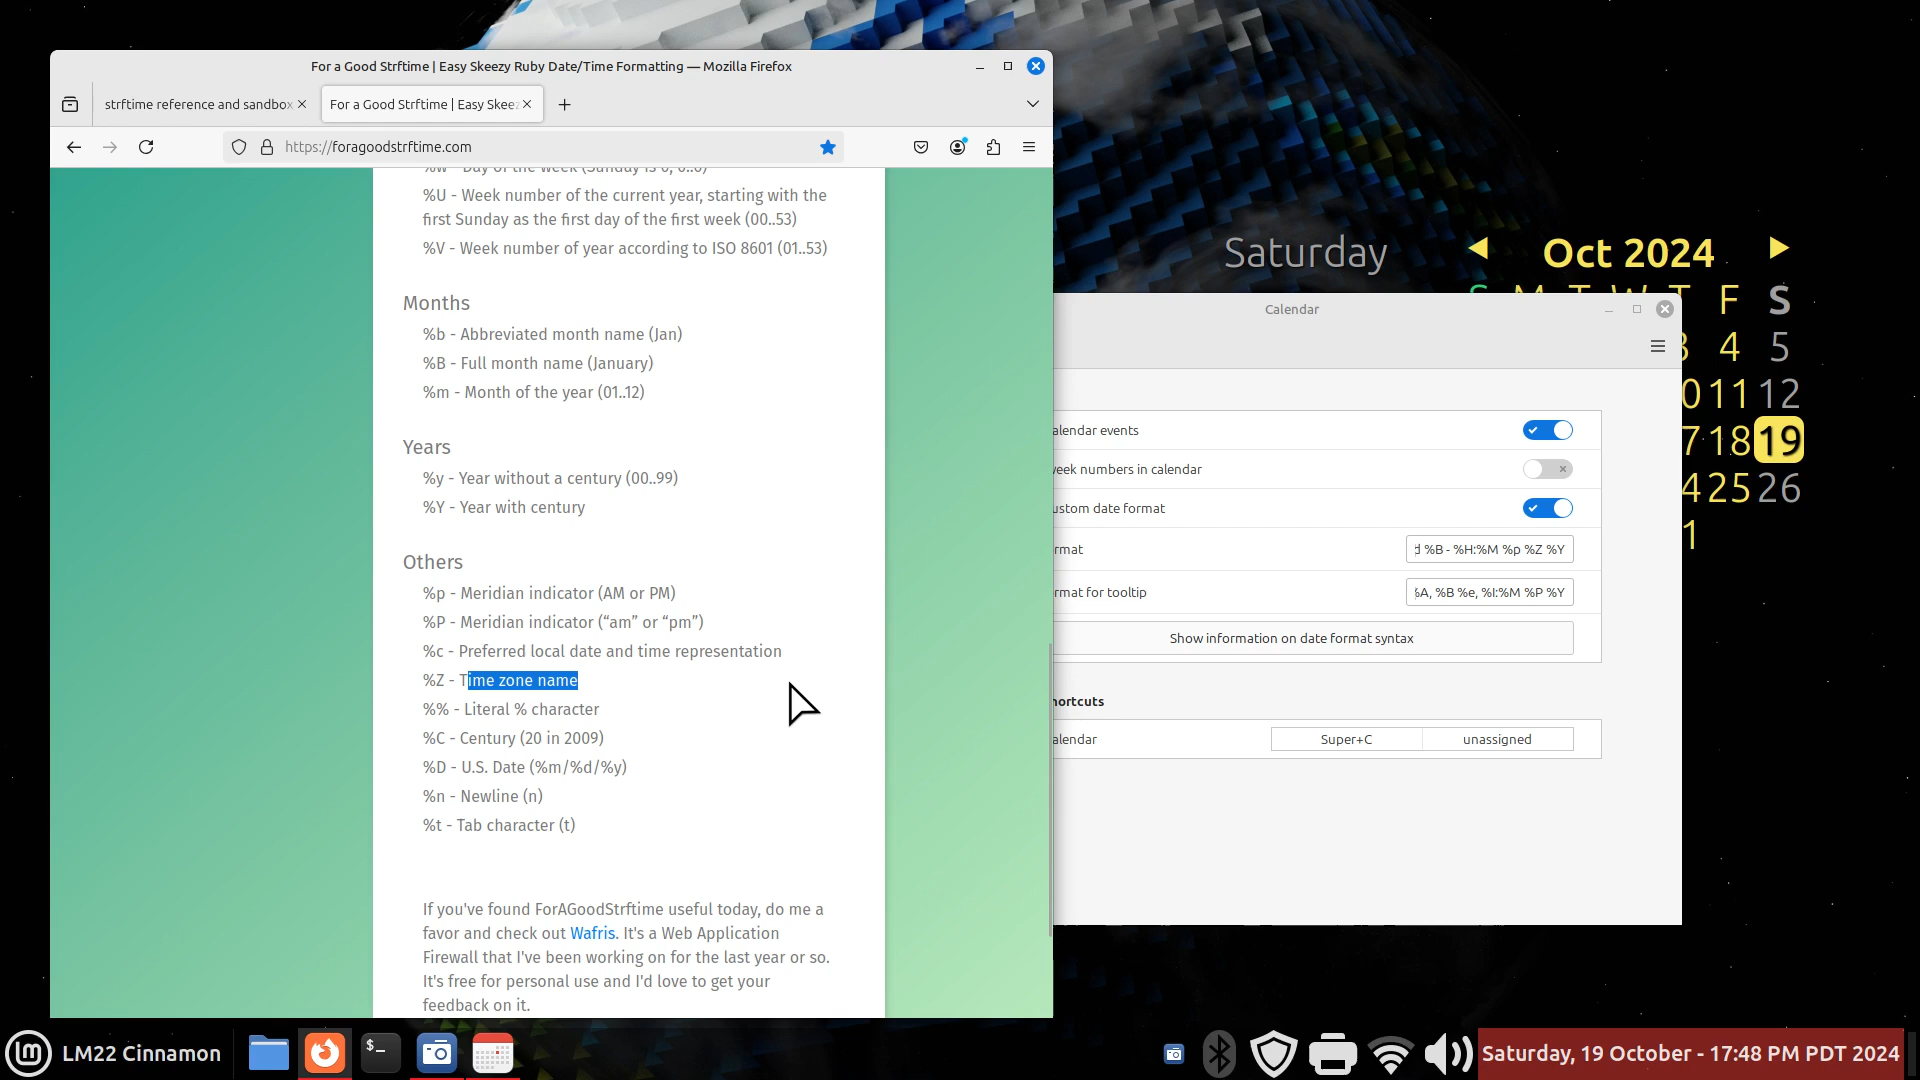 For a Good Strftime | Easy Skeezy Ruby Date/Time Formatting — Mozilla Firefox
strftime reference and sandbox
For a Good Strftime | Easy Skeez
https://foragoodstrftime.com
%U - Week number of the current year, starting with the
first Sunday as the first day of the first week (00..53)
%V - Week number of year according to ISO 8601 (01..53)
Months
%b - Abbreviated month name (Jan)
%B - Full month name (January)
%m - Month of the year (01..12)
Years
%y - Year without a century (00..99)
%Y - Year with century
Others
%p - Meridian indicator (AM or PM)
%P - Meridian indicator (“am” or “pm”)
%c - Preferred local date and time representation
%Z - Time zone name
%% - Literal % character
%C - Century (20 in 2009)
%D - U.S. Date (%m/%d/%y)
%n - Newline (n)
%t - Tab character (t)
If you've found ForAGoodStrftime useful today, do me a
favor and check out Wafris. It's a Web Application
Firewall that I've been working on for the last year or so.
It's free for personal use and I'd love to get your
feedback on it.
Saturday
Oct 2024
F S
4 5
11 12
18 19
25 26
Calendar
alendar events
eek numbers in calendar
ustom date format
rmat
d %B - %H:%M %p %Z %Y
rmat for tooltip
%A, %B %e, %I:%M %P %Y
Show information on date format syntax
hortcuts
alendar
Super+C
unassigned
LM22 Cinnamon
Saturday, 19 October - 17:48 PM PDT 2024